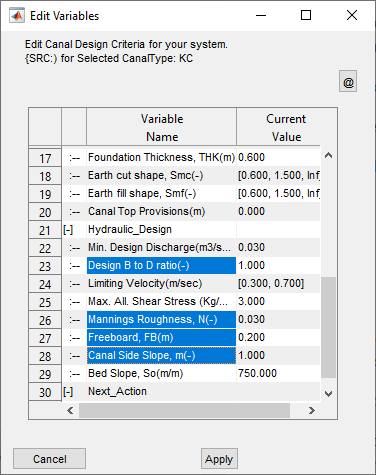 Edit Variables
Edit Canal Design Criteria for your system.
{SRC:) for Selected CanalType: KC
@
Variable Name Current Value
17 :-- Foundation Thickness, THK(m) 0.600
18 :-- Earth cut shape, Smc(-) [0.600, 1.500, Inf,
19 :-- Earth fill shape, Smf(-) [0.600, 1.500, Inf,
20 :-- Canal Top Provisions(m) 0.000
21 [-] Hydraulic_Design
22 :-- Min. Design Discharge(m3/s... 0.030
23 :-- Design B to D ratio(-) 1.000
24 :-- Limiting Velocity(m/sec) [0.300, 0.700]
25 :-- Max. All. Shear Stress (Kg/... 3.000
26 :-- Mannings Roughness, N(-) 0.030
27 :-- Freeboard, FB(m) 0.200
28 :-- Canal Side Slope, m(-) 1.000
29 :-- Bed Slope, So(m/m) 750.000
30 [-] Next_Action
Cancel Apply